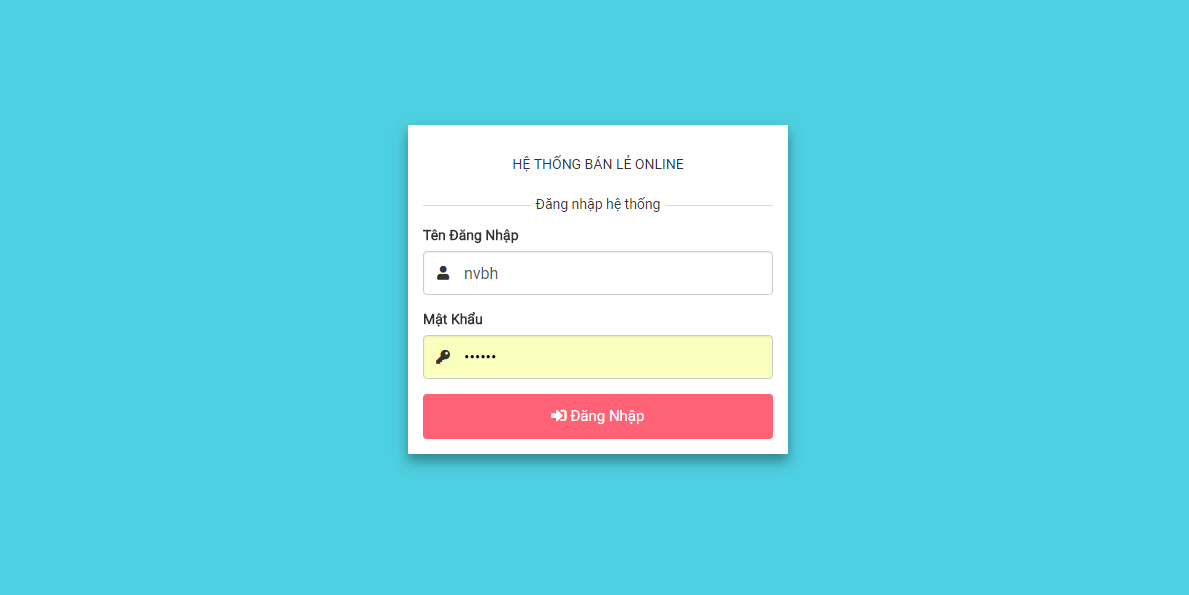 HỆ THỐNG BÁN LẺ ONLINE
Đăng nhập hệ thống
Tên Đăng Nhập
nvbh
Mật Khẩu
••••••
Đăng Nhập